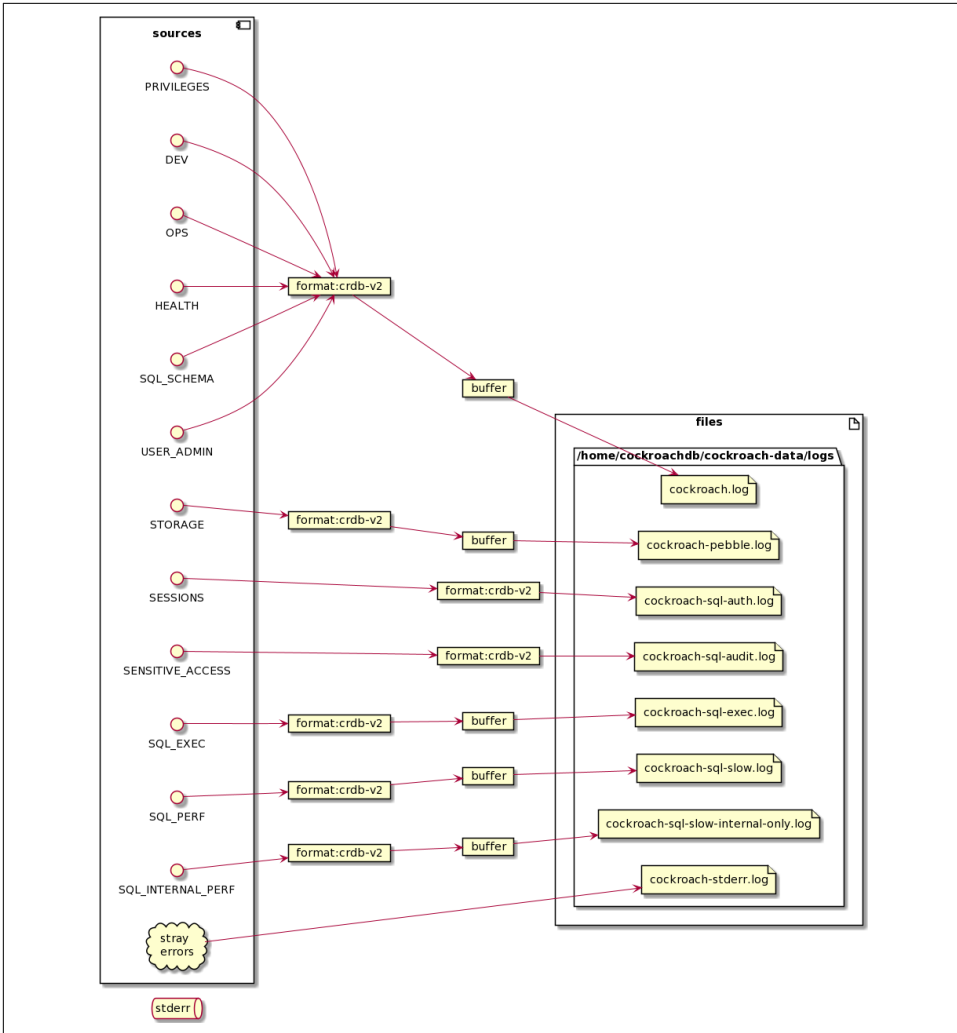 sources
PRIVILEGES
DEV
OPS
HEALTH
format:crdb-v2
SQL_SCHEMA
USER_ADMIN
buffer
files
/home/cockroachdb/cockroach-data/logs
cockroach.log
STORAGE
format:crdb-v2
buffer
cockroach-pebble.log
SESSIONS
format:crdb-v2
cockroach-sql-auth.log
SENSITIVE_ACCESS
format:crdb-v2
cockroach-sql-audit.log
SQL_EXEC
format:crdb-v2
buffer
cockroach-sql-exec.log
SQL_PERF
format:crdb-v2
buffer
cockroach-sql-slow.log
SQL_INTERNAL_PERF
format:crdb-v2
buffer
cockroach-sql-slow-internal-only.log
stray
errors
cockroach-stderr.log
stderr